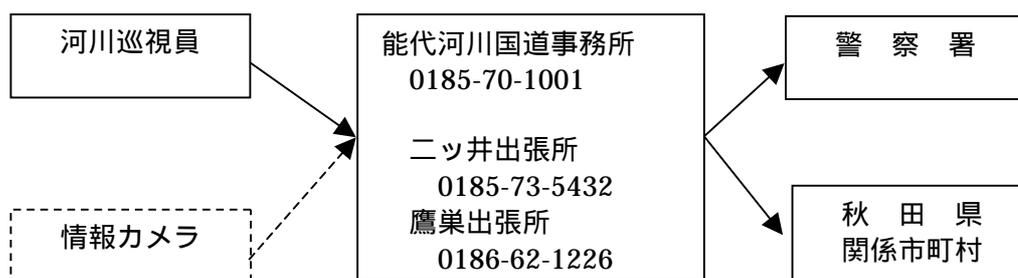 河川巡視員
情報カメラ
能代河川国道事務所
0185-70-1001
二ッ井出張所
0185-73-5432
鷹巣出張所
0186-62-1226
警 察 署
秋 田 県
関係市町村